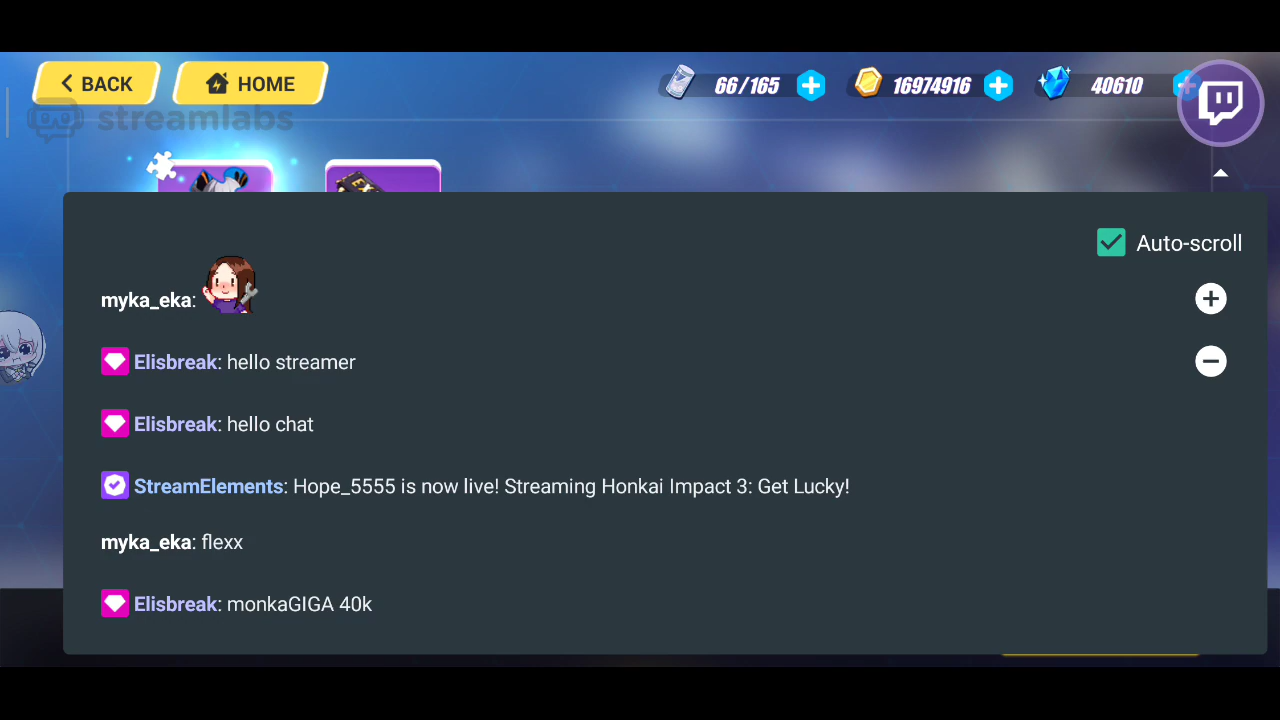 BACK
HOME
66/165
16974916
40610
streamlabs
EX
Auto-scroll
myka_eka:
Elisbreak: hello streamer
Elisbreak: hello chat
StreamElements: Hope_5555 is now live! Streaming Honkai Impact 3: Get Lucky!
myka_eka: flexx
Elisbreak: monkaGIGA 40k